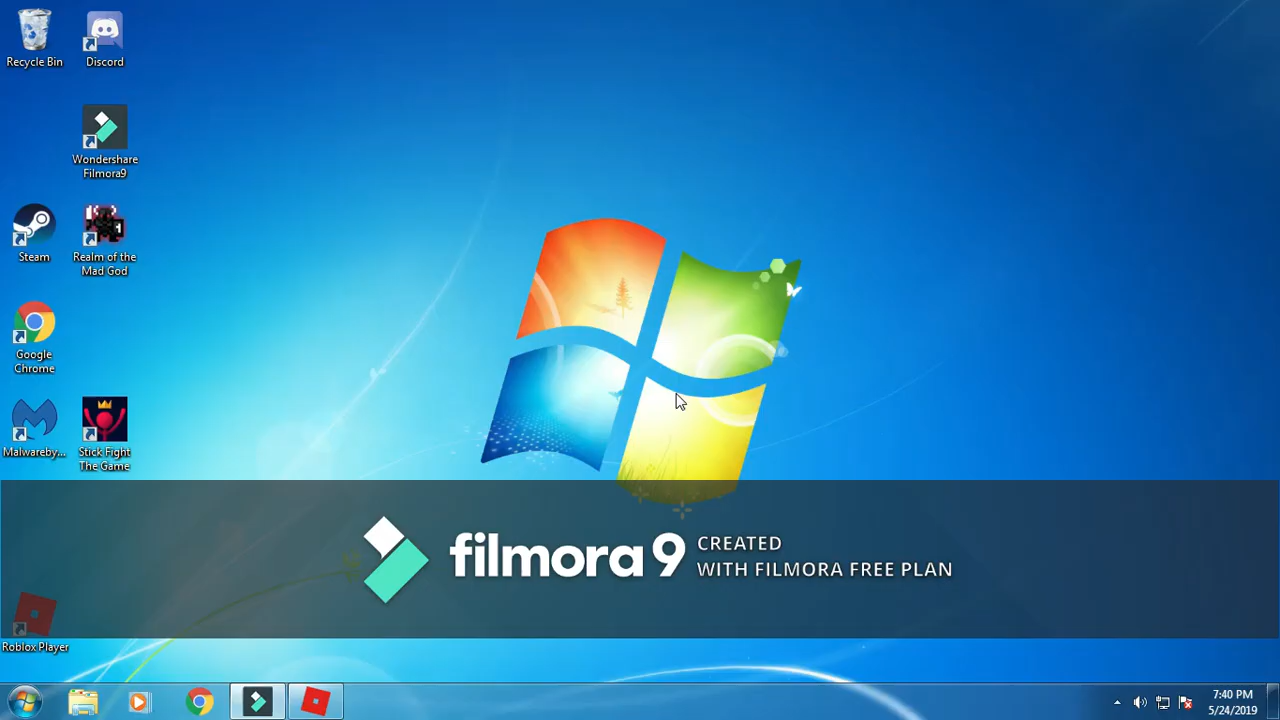 Recycle Bin
Discord
Wondershare
Filmora9
Steam
Realm of the
Mad God
Google
Chrome
Malwareby...
Stick Fight
The Game
filmora 9
CREATED
WITH FILMORA FREE PLAN
Roblox Player
7:40 PM
5/24/2019